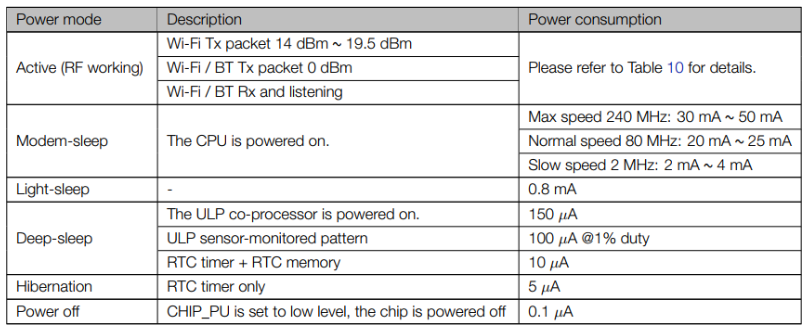 Power mode Description Power consumption
Active (RF working) Wi-Fi Tx packet 14 dBm ~ 19.5 dBm Please refer to Table 10 for details.
Wi-Fi / BT Tx packet 0 dBm
Wi-Fi / BT Rx and listening
Modem-sleep The CPU is powered on. Max speed 240 MHz: 30 mA ~ 50 mA
Normal speed 80 MHz: 20 mA ~ 25 mA
Slow speed 2 MHz: 2 mA ~ 4 mA
Light-sleep - 0.8 mA
Deep-sleep The ULP co-processor is powered on. 150 μA
ULP sensor-monitored pattern 100 μA @1% duty
RTC timer + RTC memory 10 μA
Hibernation RTC timer only 5 μA
Power off CHIP_PU is set to low level, the chip is powered off 0.1 μA